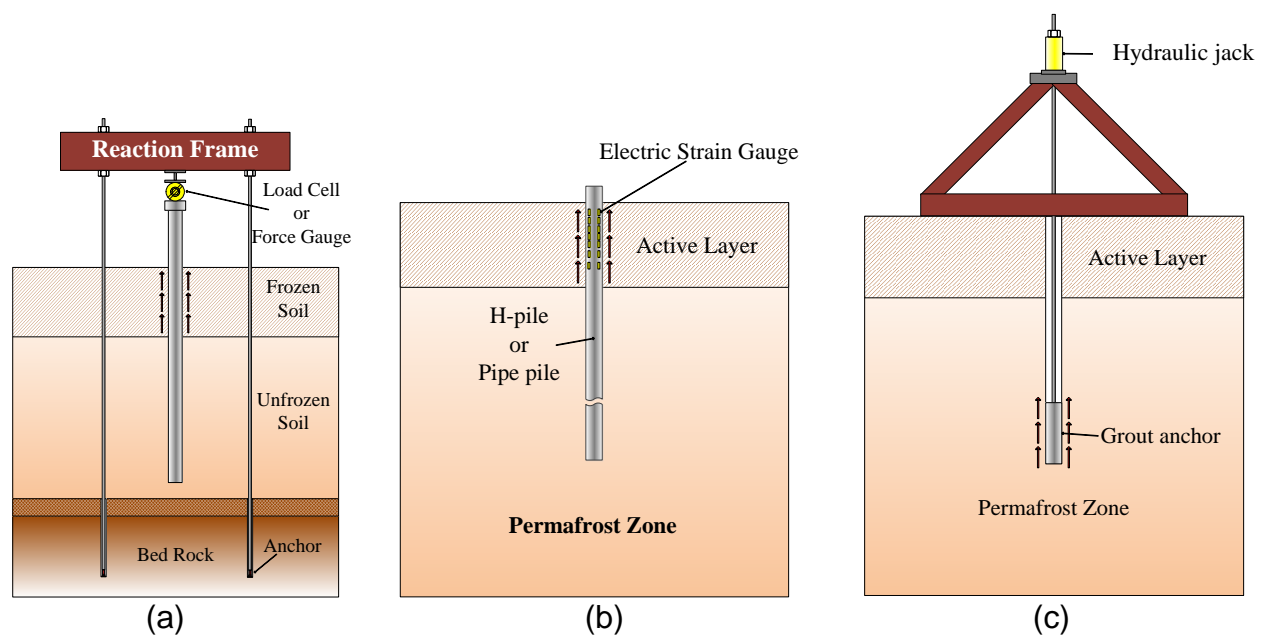 Reaction Frame
Load Cell
or
Force Gauge
Frozen
Soil
Unfrozen
Soil
Bed Rock
Anchor
(a)
Electric Strain Gauge
Active Layer
H-pile
or
Pipe pile
Permafrost Zone
(b)
Hydraulic jack
Active Layer
Grout anchor
Permafrost Zone
(c)